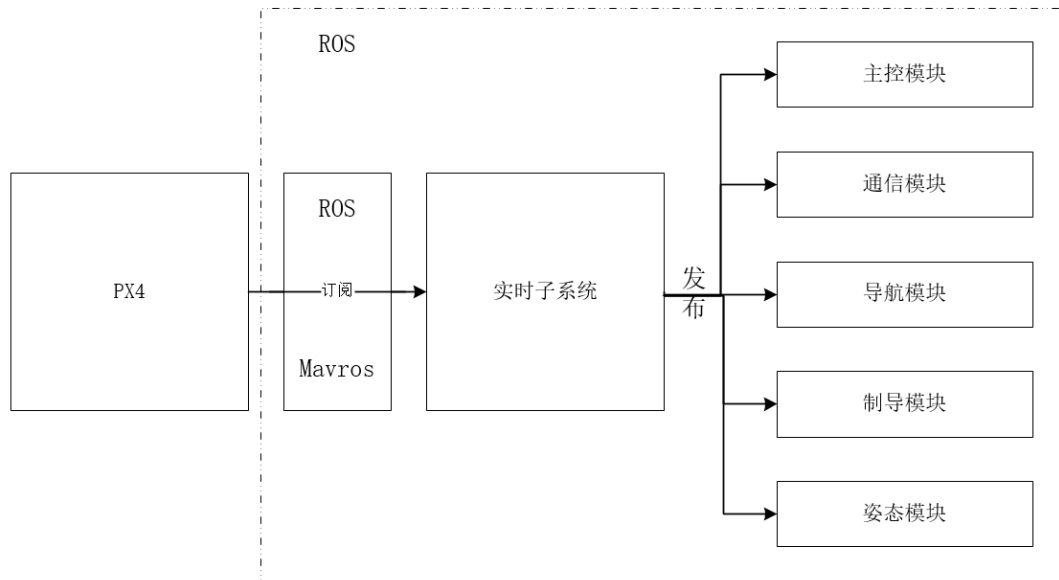 ROS
主控模块
通信模块
PX4
ROS
订阅
Mavros
实时子系统
发
布
导航模块
制导模块
姿态模块